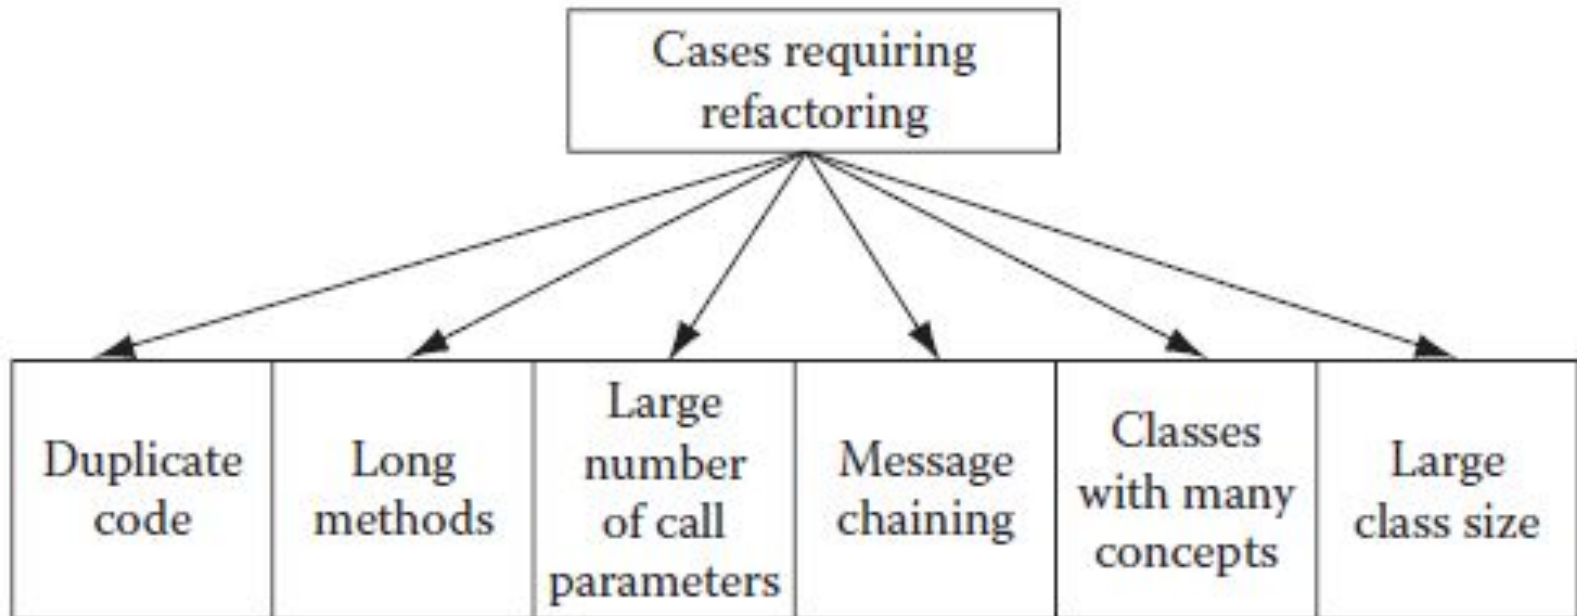 Cases requiring
refactoring
Duplicate
code
Long
methods
Large
number
of call
parameters
Message
chaining
Classes
with many
concepts
Large
class size